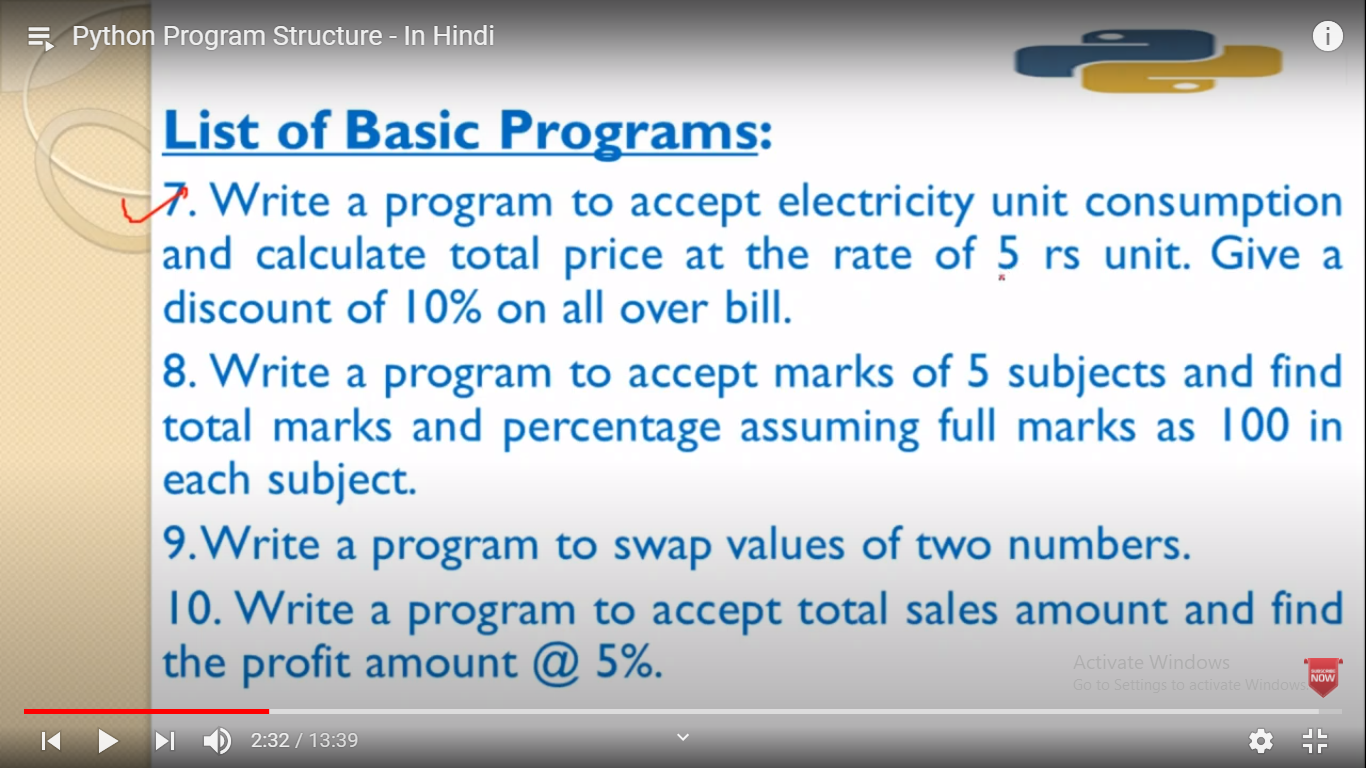 Python Program Structure - In Hindi
List of Basic Programs:
7. Write a program to accept electricity unit consumption
and calculate total price at the rate of 5 rs unit. Give a
discount of 10% on all over bill.
8. Write a program to accept marks of 5 subjects and find
total marks and percentage assuming full marks as 100 in
each subject.
9. Write a program to swap values of two numbers.
10. Write a program to accept total sales amount and find
the profit amount @ 5%.
Activate Windows
Go to Settings to activate Windows.
SUBSCRIBE
NOW
2:32 / 13:39